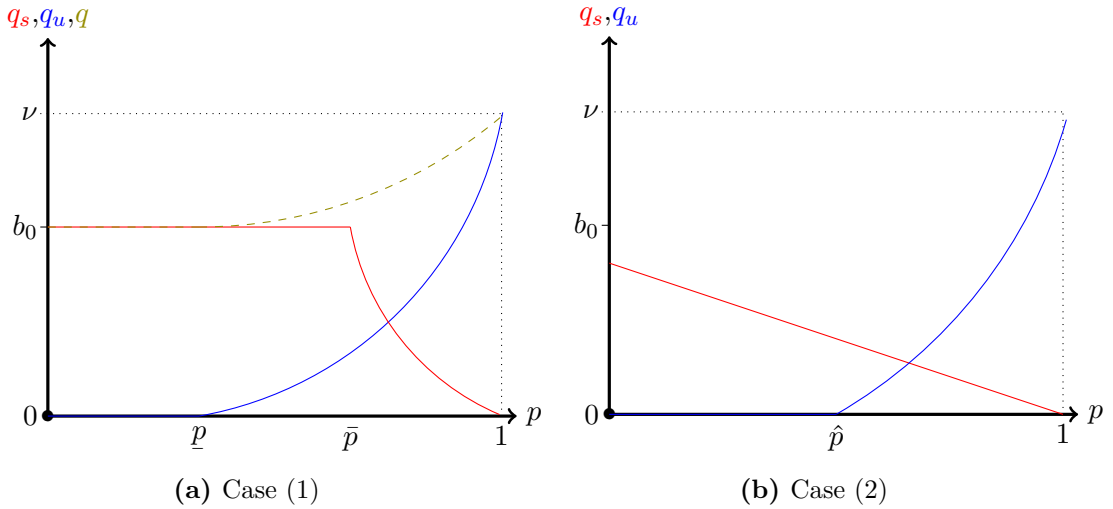 q_s,q_u,q
ν
b_0
0
p̲
p̄
1
p
(a) Case (1)
q_s,q_u
ν
b_0
0
p̂
1
p
(b) Case (2)